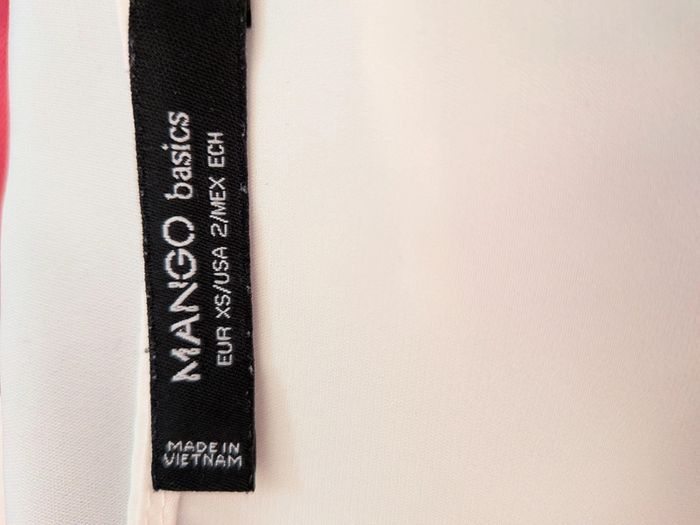 MANGO basics
EUR XS/USA 2/MEX ECH
MADE IN
VIETNAM